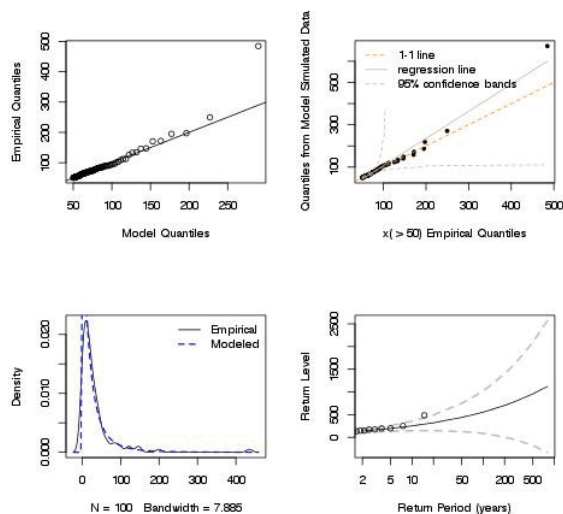 Empirical Quantiles
100 200 300 400 500
50 100 150 200 250
Model Quantiles
Quantiles from Model Simulated Data
100 200 400 600
1-1 line
regression line
95% confidence bands
100 200 300 400 500
x( > 50) Empirical Quantiles
Density
0.000 0.010 0.020
Empirical
Modeled
0 100 200 300 400
N = 100 Bandwidth = 7.885
Return Level
0 500 1500 2500
2 5 10 50 200 500
Return Period (years)